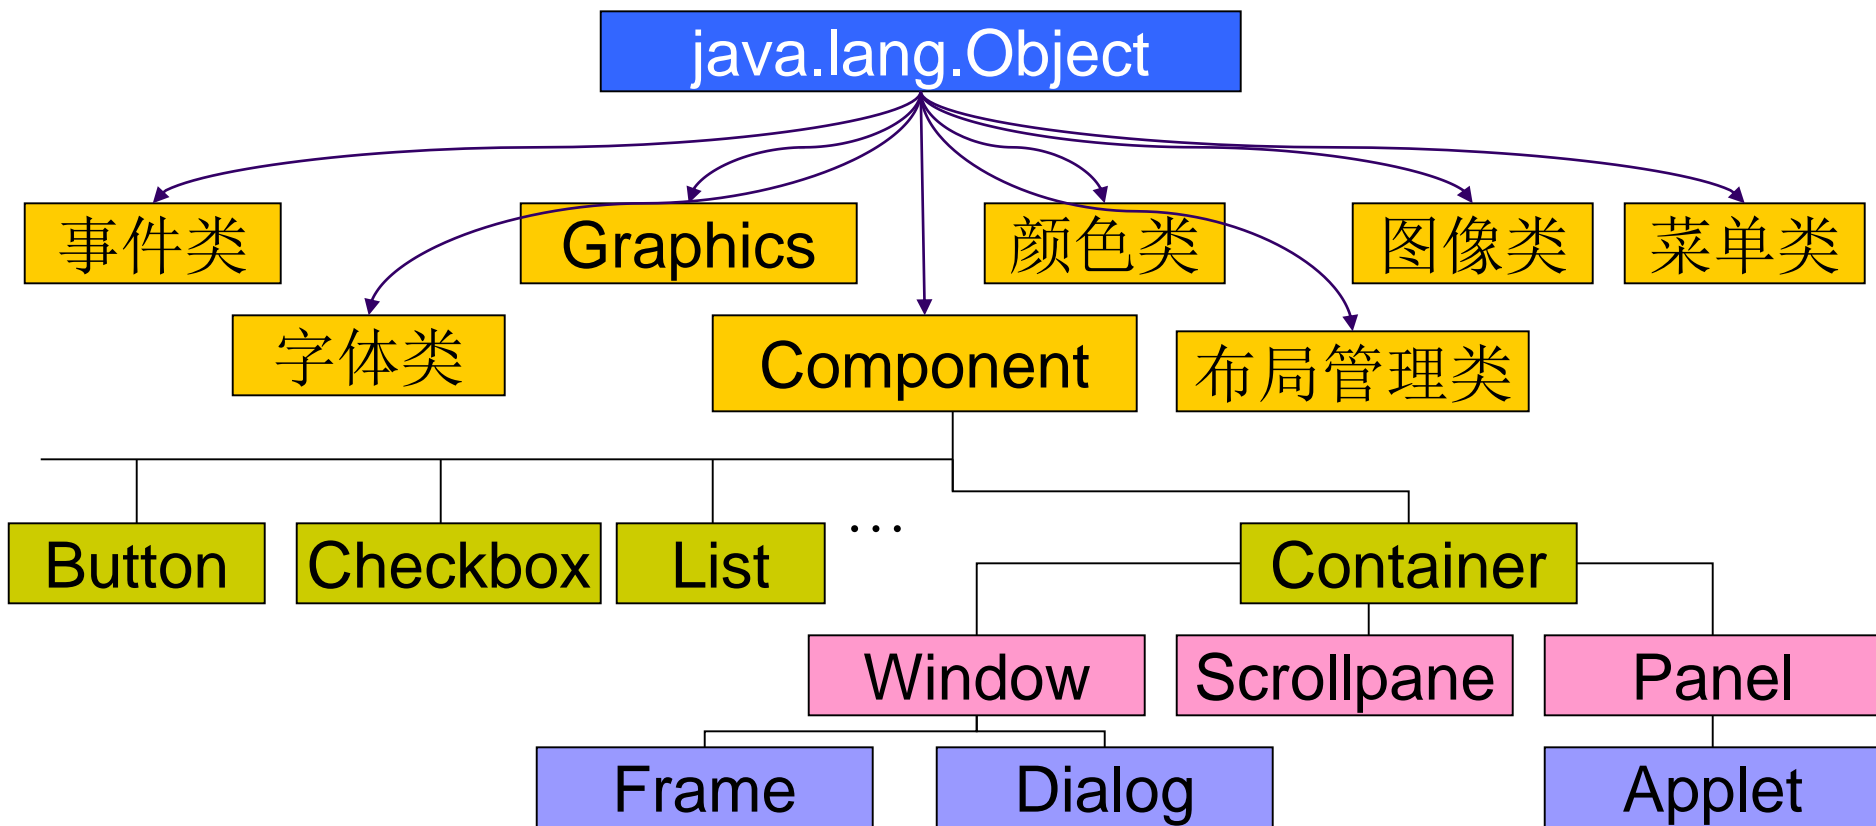 java.lang.Object
事件类
Graphics
颜色类
图像类
菜单类
字体类
Component
布局管理类
Button
Checkbox
List
…
Container
Window
Scrollpane
Panel
Frame
Dialog
Applet